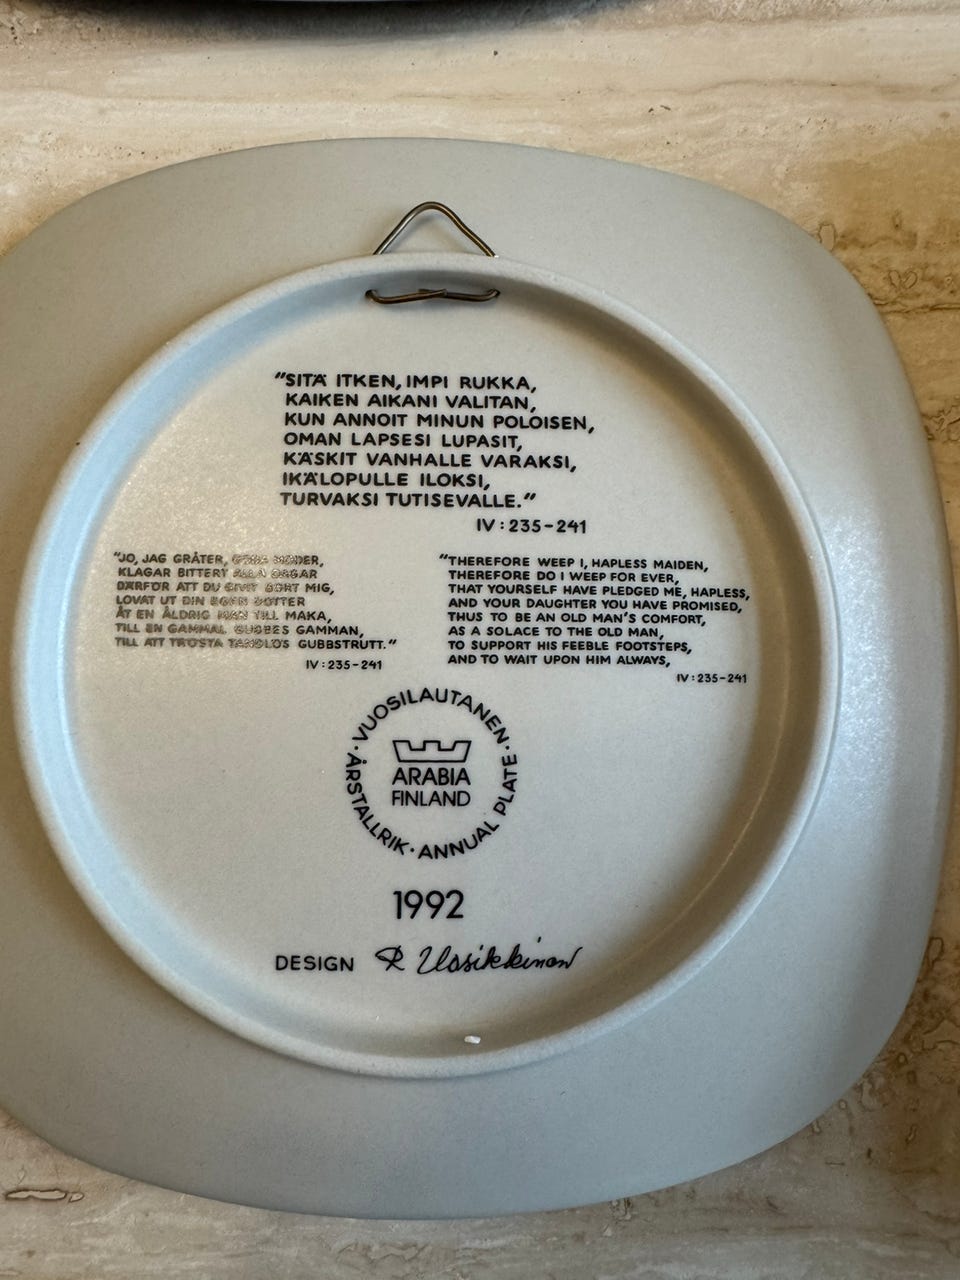 "SITÄ ITKEN, IMPI RUKKA,
KAIKEN AIKANI VALITAN,
KUN ANNOIT MINUN POLOISEN,
OMAN LAPSESI LUPASIT,
KÄSKIT VANHALLE VARAKSI,
IKÄLOPULLE ILOKSI,
TURVAKSI TUTISEVALLE."
IV : 235-241
"JO, JAG GRÅTER,
KLAGAR BITTERT ALLA DAGAR
DÄRFÖR ATT DU GIVIT BORT MIG,
LOVAT UT DIN EGEN DOTTER
ÅT EN ÅLDRIG MAN TILL MAKA,
TILL EN GAMMAL GUBBES GAMMAN,
TILL ATT TRÖSTA TANDLÖS GUBBSTRUTT."
IV : 235-241
"THEREFORE WEEP I, HAPLESS MAIDEN,
THEREFORE DO I WEEP FOR EVER,
THAT YOURSELF HAVE PLEDGED ME, HAPLESS,
AND YOUR DAUGHTER YOU HAVE PROMISED,
THUS TO BE AN OLD MAN'S COMFORT,
AS A SOLACE TO THE OLD MAN,
TO SUPPORT HIS FEEBLE FOOTSTEPS,
AND TO WAIT UPON HIM ALWAYS,
IV : 235-241
· VUOSILAUTANEN ·
ANNUAL PLATE ·
ÅRSTALLRIK ·
ARABIA
FINLAND
1992
DESIGN R Uosikkinen